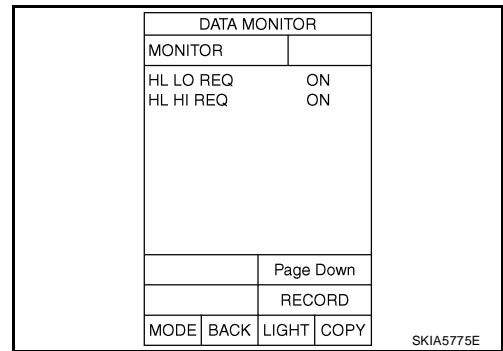 DATA MONITOR
MONITOR
HL LO REQ ON
HL HI REQ ON
Page Down
RECORD
MODE BACK LIGHT COPY
SKIA5775E